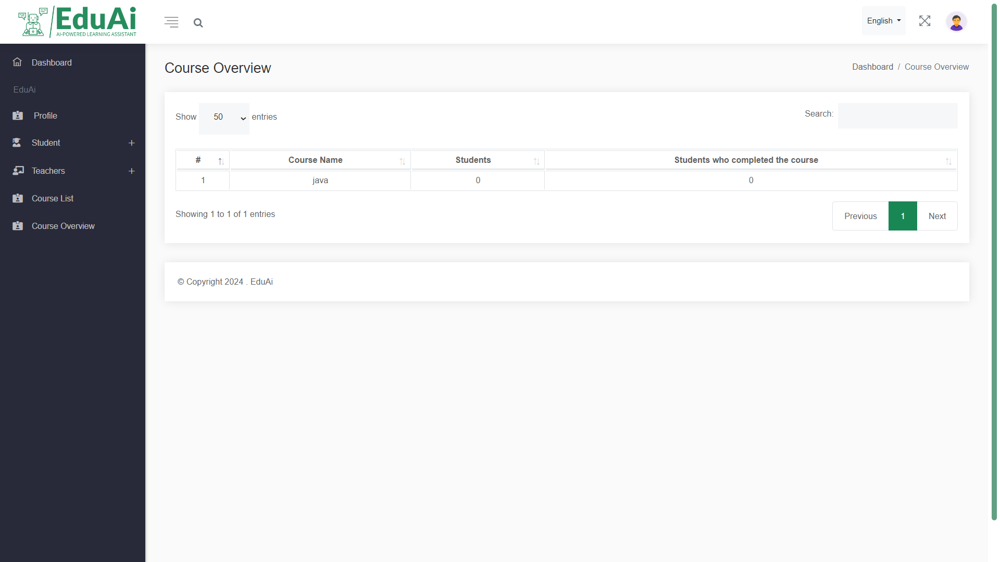 EduAi
AI-POWERED LEARNING ASSISTANT
English
Dashboard
EduAi
Profile
Student
Teachers
Course List
Course Overview
Course Overview
Dashboard / Course Overview
Show 50 entries
Search:
# Course Name Students Students who completed the course
1 java 0 0
Showing 1 to 1 of 1 entries
Previous 1 Next
© Copyright 2024 . EduAi